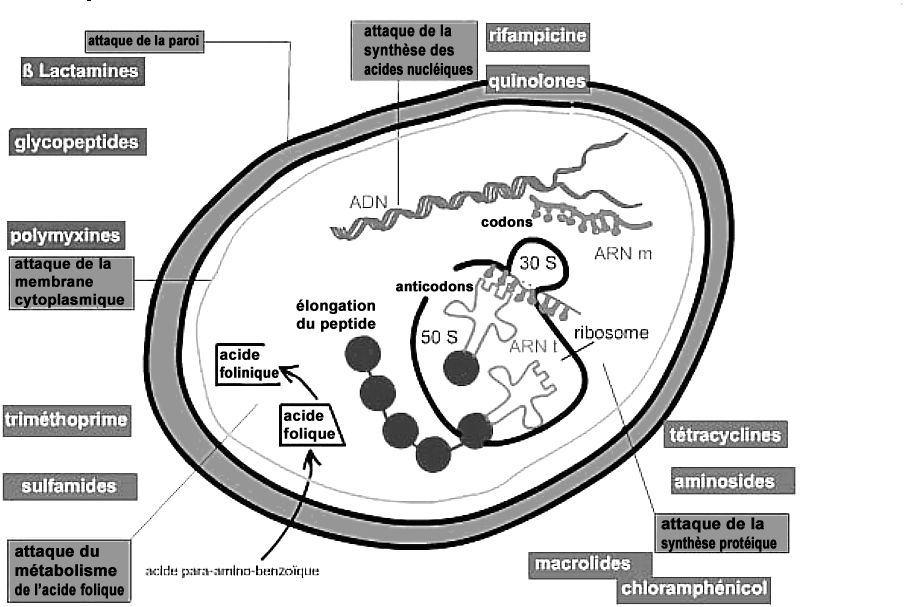 attaque de la paroi
ß Lactamines
glycopeptides
attaque de la
synthèse des
acides nucléiques
rifampicine
quinolones
ADN
codons
ARN m
polymyxines
attaque de la
membrane
cytoplasmique
30 S
anticodons
élongation
du peptide
50 S
ARN t
ribosome
acide
folinique
acide
folique
triméthoprime
sulfamides
attaque du
métabolisme
de l'acide folique
acide para-amino-benzoïque
tétracyclines
aminosides
attaque de la
synthèse protéique
macrolides
chloramphénicol